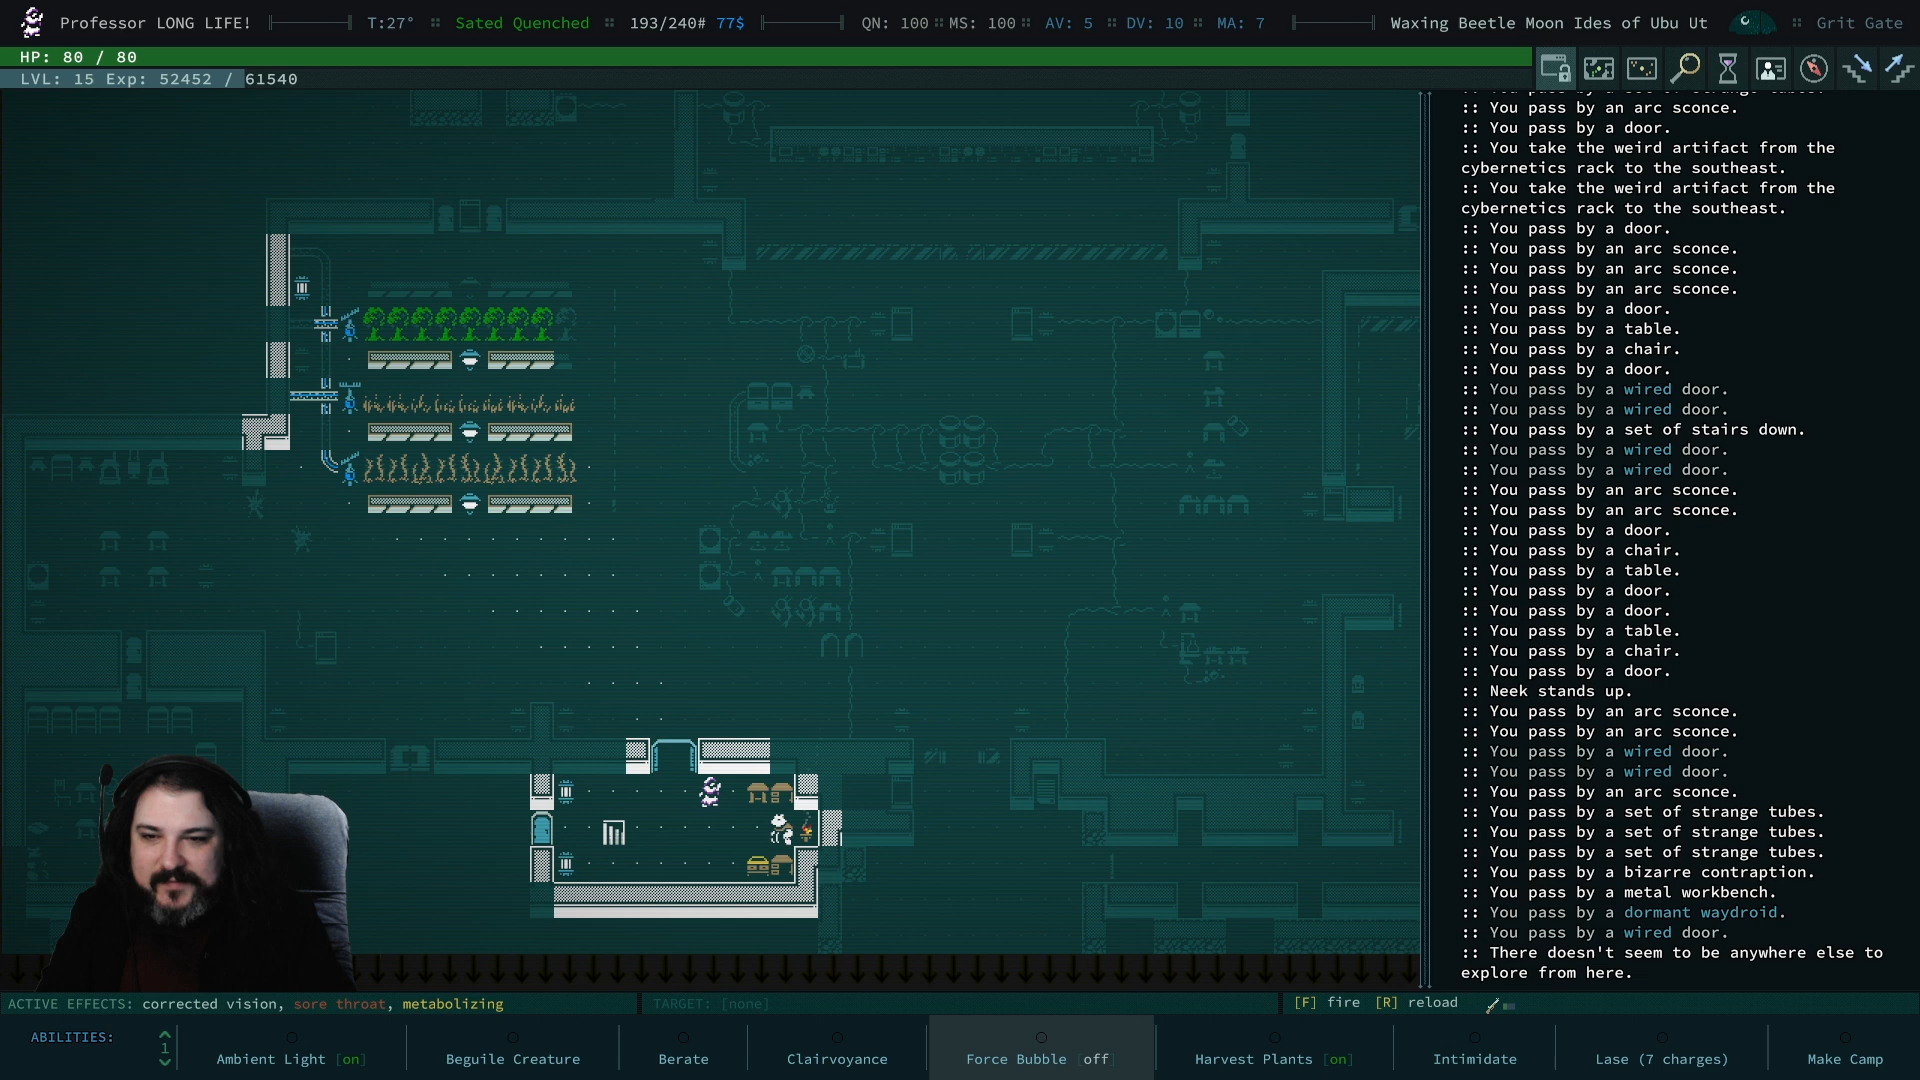 Professor LONG LIFE! T:27° Sated Quenched 193/240# 77$ QN: 100 MS: 100 AV: 5 DV: 10 MA: 7 Waxing Beetle Moon Ides of Ubu Ut Grit Gate
HP: 80 / 80
LVL: 15 Exp: 52452 / 61540
:: You pass by an arc sconce.
:: You pass by a door.
:: You take the weird artifact from the
cybernetics rack to the southeast.
:: You take the weird artifact from the
cybernetics rack to the southeast.
:: You pass by a door.
:: You pass by an arc sconce.
:: You pass by an arc sconce.
:: You pass by an arc sconce.
:: You pass by a door.
:: You pass by a table.
:: You pass by a chair.
:: You pass by a door.
:: You pass by a wired door.
:: You pass by a wired door.
:: You pass by a set of stairs down.
:: You pass by a wired door.
:: You pass by a wired door.
:: You pass by an arc sconce.
:: You pass by an arc sconce.
:: You pass by a door.
:: You pass by a chair.
:: You pass by a table.
:: You pass by a door.
:: You pass by a door.
:: You pass by a table.
:: You pass by a chair.
:: You pass by a door.
:: Neek stands up.
:: You pass by an arc sconce.
:: You pass by an arc sconce.
:: You pass by a wired door.
:: You pass by a wired door.
:: You pass by an arc sconce.
:: You pass by a set of strange tubes.
:: You pass by a set of strange tubes.
:: You pass by a set of strange tubes.
:: You pass by a bizarre contraption.
:: You pass by a metal workbench.
:: You pass by a dormant waydroid.
:: You pass by a wired door.
:: There doesn't seem to be anywhere else to
explore from here.
ACTIVE EFFECTS: corrected vision, sore throat, metabolizing TARGET: [none] [F] fire [R] reload
ABILITIES: 1 Ambient Light [on] Beguile Creature Berate Clairvoyance Force Bubble [off] Harvest Plants [on] Intimidate Lase (7 charges) Make Camp